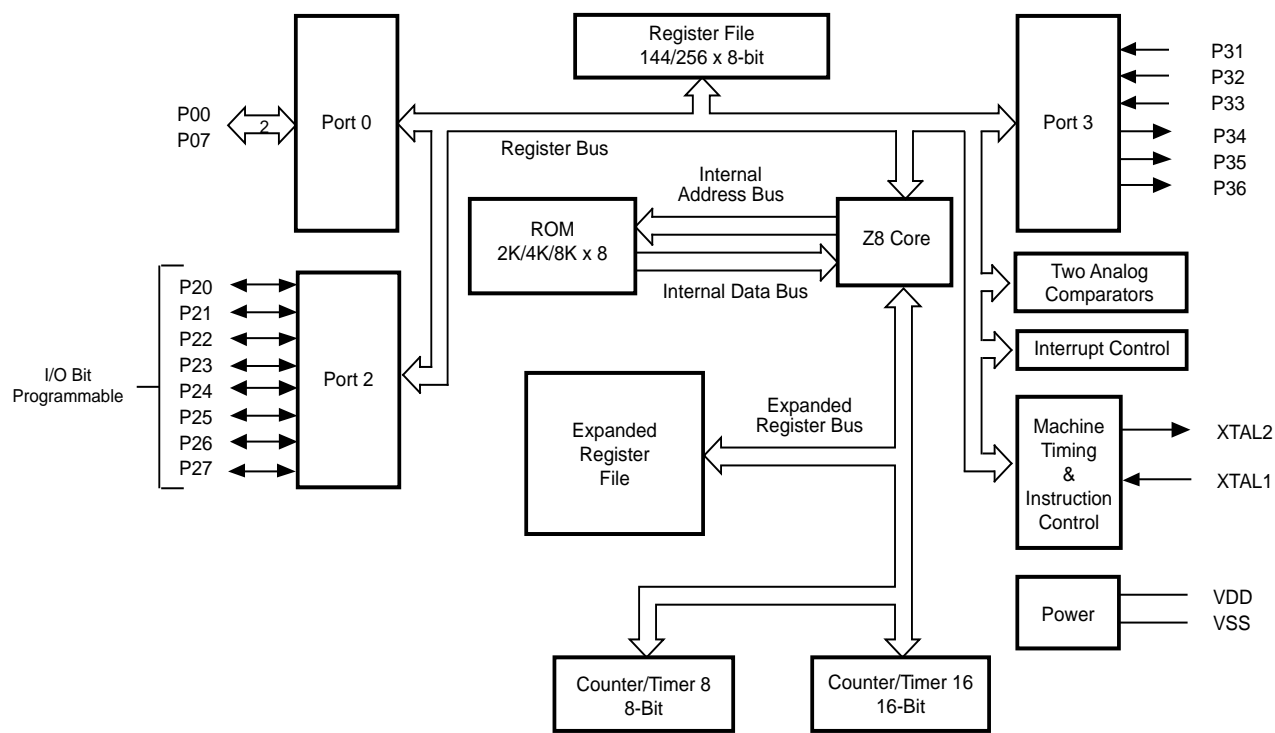 Register File
144/256 x 8-bit
P00
P07
2
Port 0
Register Bus
Port 3
P31
P32
P33
P34
P35
P36
Internal
Address Bus
ROM
2K/4K/8K x 8
Z8 Core
Internal Data Bus
I/O Bit
Programmable
P20
P21
P22
P23
P24
P25
P26
P27
Port 2
Two Analog
Comparators
Interrupt Control
Expanded
Register
File
Expanded
Register Bus
Machine
Timing
&
Instruction
Control
XTAL2
XTAL1
Power
VDD
VSS
Counter/Timer 8
8-Bit
Counter/Timer 16
16-Bit